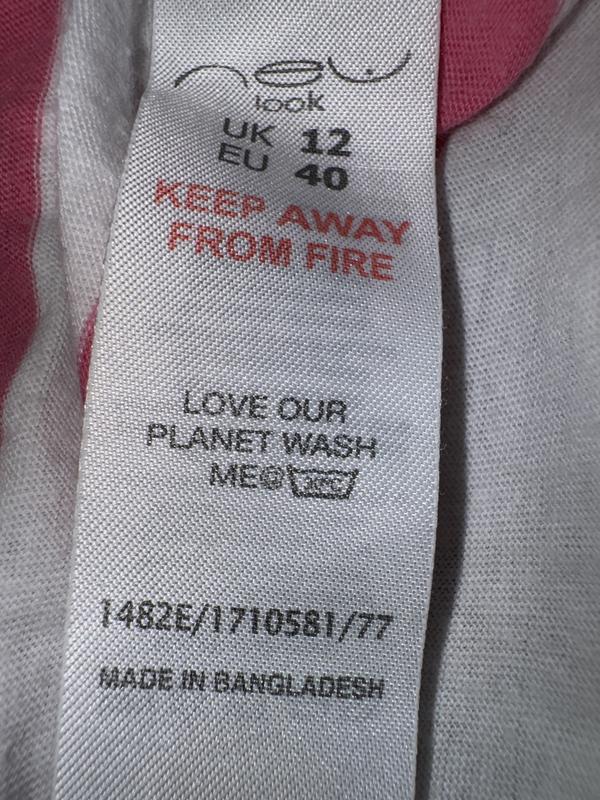 new
look
UK 12
EU 40
KEEP AWAY
FROM FIRE
LOVE OUR
PLANET WASH
ME@
1482E/1710581/77
MADE IN BANGLADESH